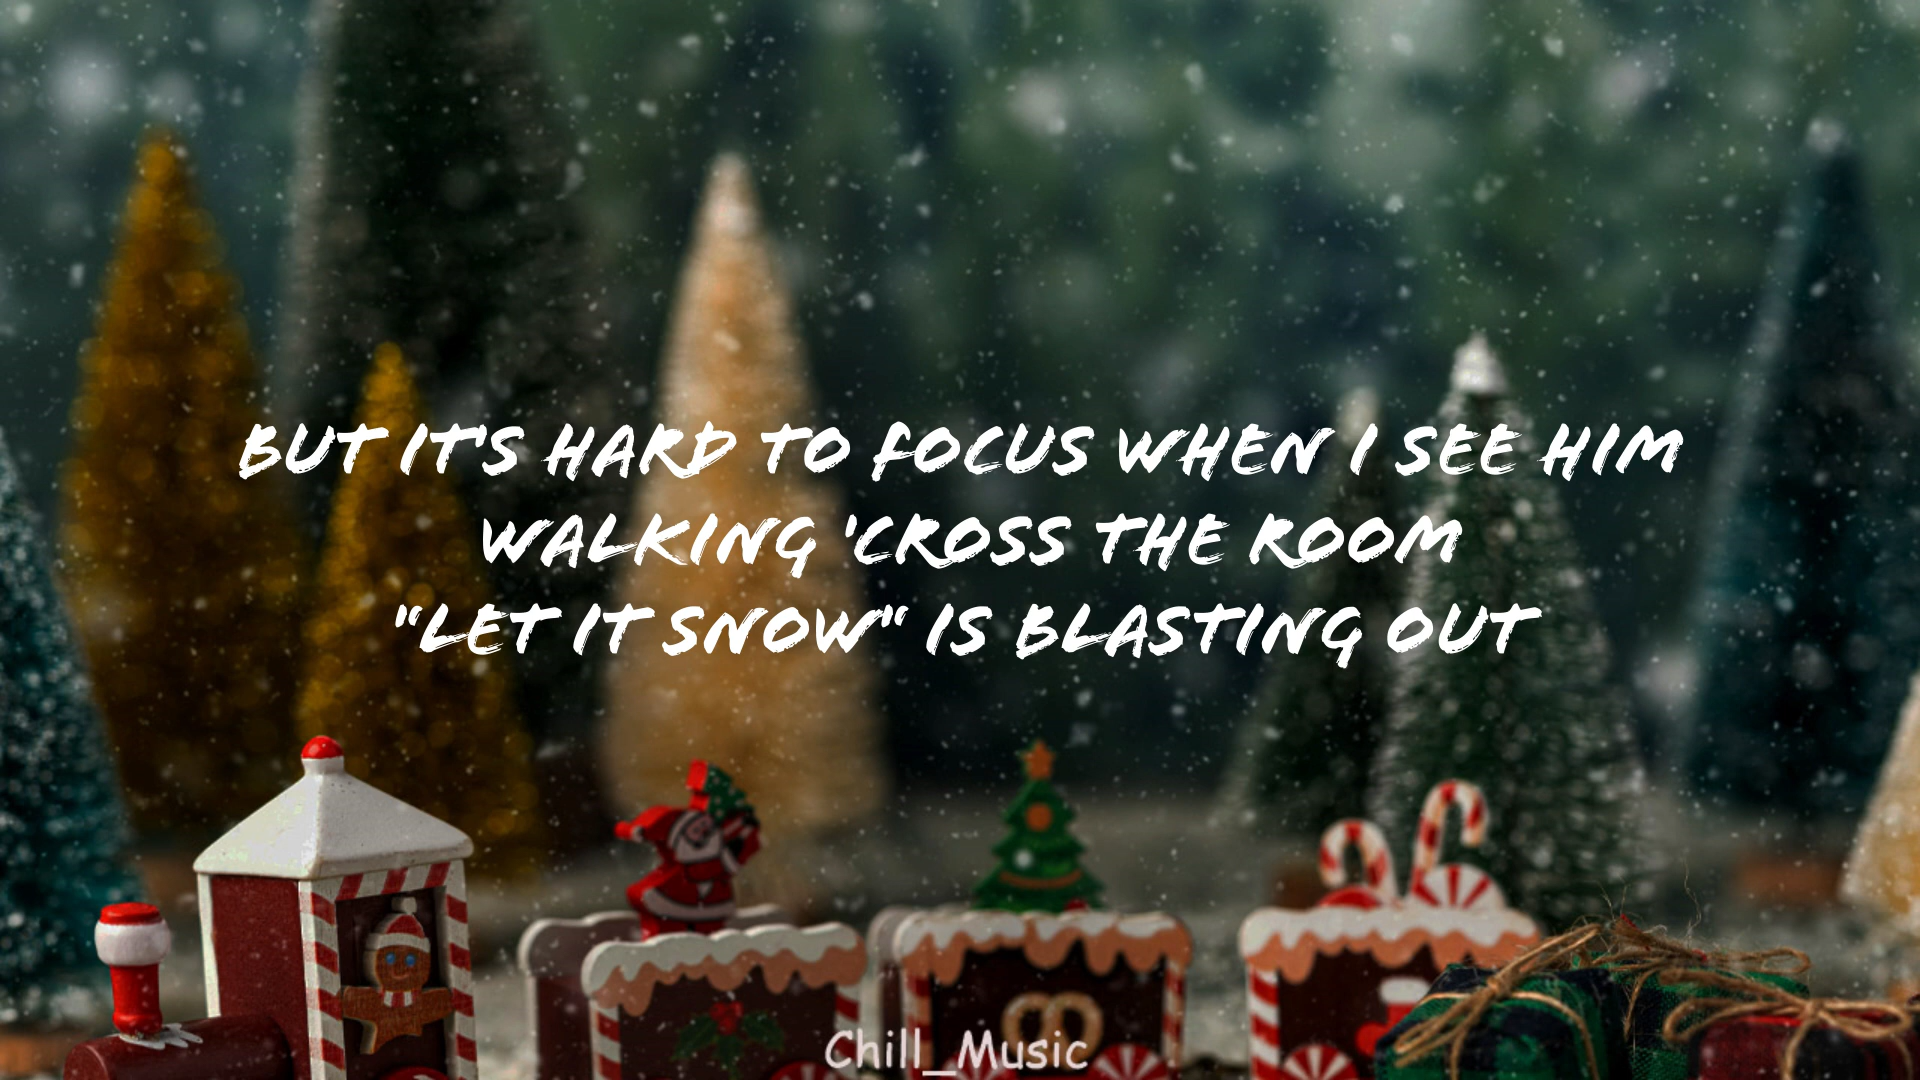 BUT IT'S HARD TO FOCUS WHEN I SEE HIM
WALKING 'CROSS THE ROOM
"LET IT SNOW" IS BLASTING OUT
Chill_Music